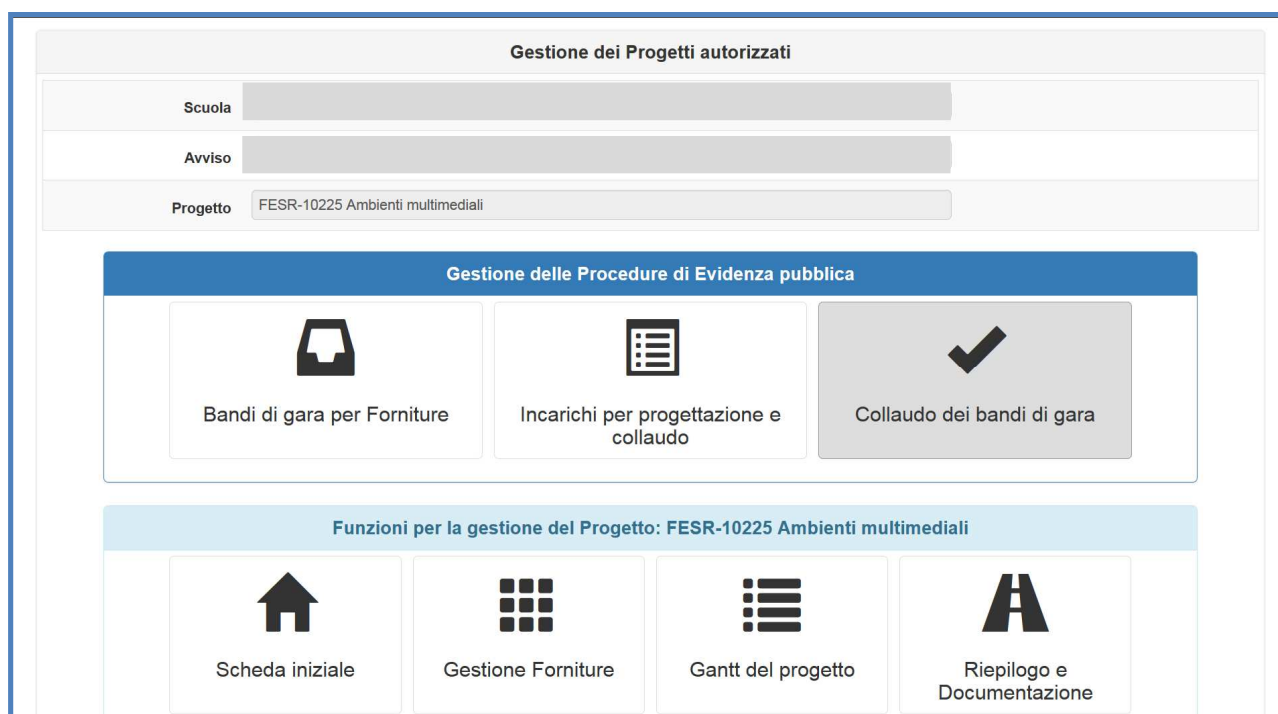 Gestione dei Progetti autorizzati
Scuola
Avviso
Progetto FESR-10225 Ambienti multimediali
Gestione delle Procedure di Evidenza pubblica
Bandi di gara per Forniture
Incarichi per progettazione e
collaudo
Collaudo dei bandi di gara
Funzioni per la gestione del Progetto: FESR-10225 Ambienti multimediali
Scheda iniziale
Gestione Forniture
Gantt del progetto
Riepilogo e
Documentazione